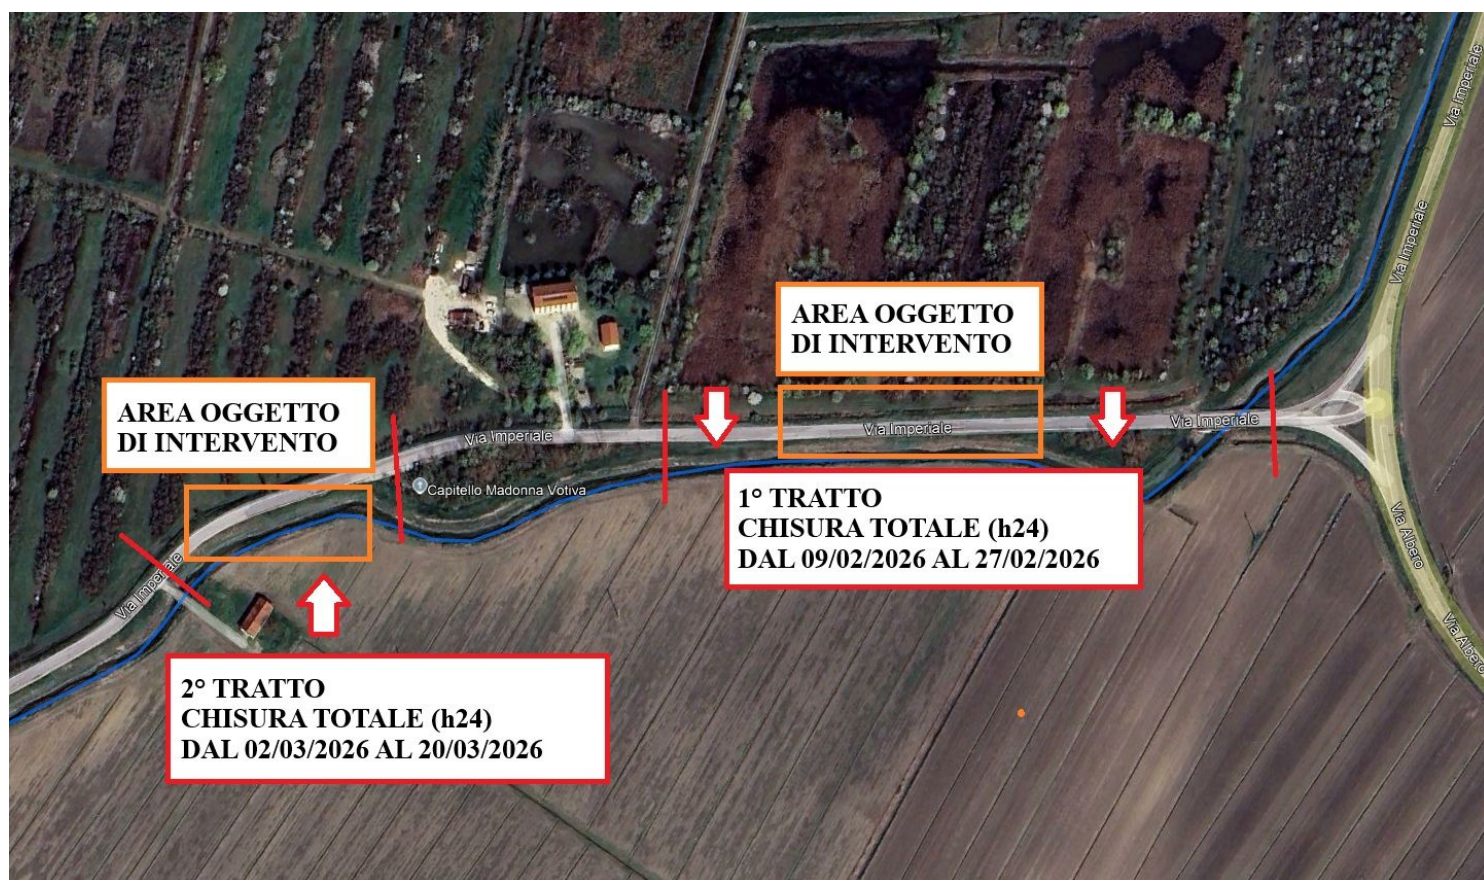 Via Imperiale
Via Imperiale
Via Imperiale
AREA OGGETTO
DI INTERVENTO
AREA OGGETTO
DI INTERVENTO
Via Imperiale
Via Imperiale
Via Imperiale
Capitello Madonna Votiva
1° TRATTO
CHISURA TOTALE (h24)
DAL 09/02/2026 AL 27/02/2026
Via Albero
Via Imperiale
Via Albero
2° TRATTO
CHISURA TOTALE (h24)
DAL 02/03/2026 AL 20/03/2026